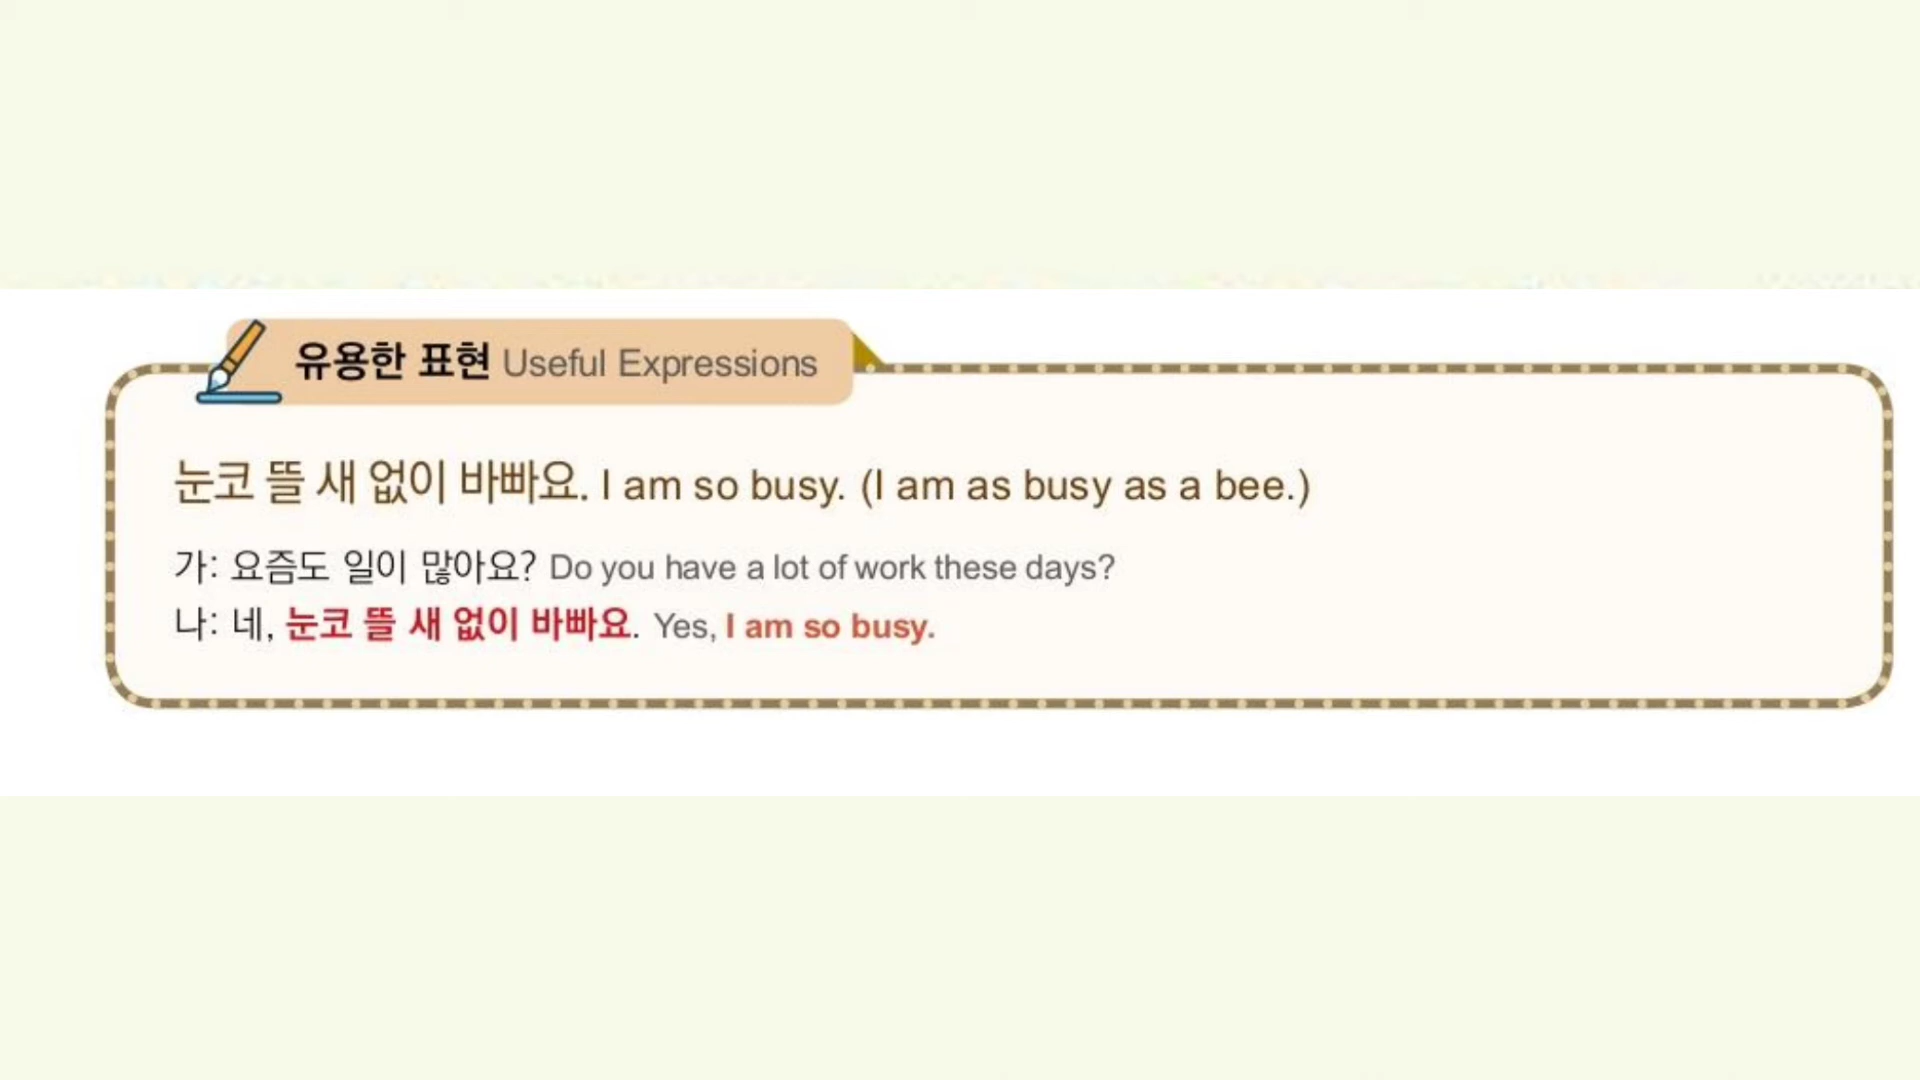 유용한 표현 Useful Expressions
눈코 뜰 새 없이 바빠요. I am so busy. (I am as busy as a bee.)
가: 요즘도 일이 많아요? Do you have a lot of work these days?
나: 네, 눈코 뜰 새 없이 바빠요. Yes, I am so busy.